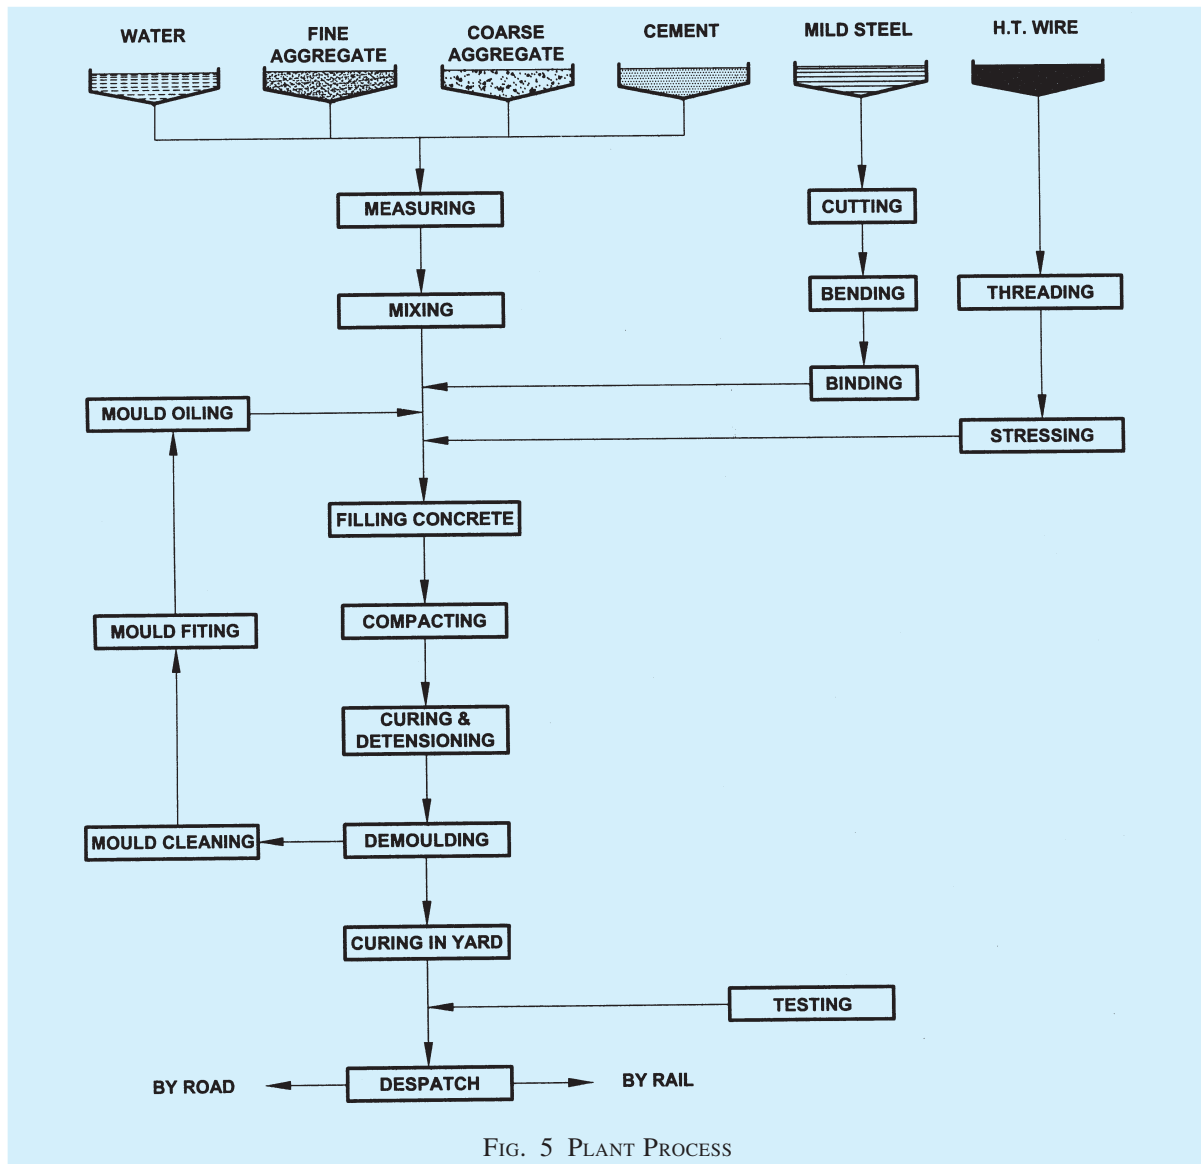 WATER
FINE
AGGREGATE
COARSE
AGGREGATE
CEMENT
MILD STEEL
H.T. WIRE
MEASURING
CUTTING
MIXING
BENDING
THREADING
BINDING
MOULD OILING
STRESSING
FILLING CONCRETE
MOULD FITING
COMPACTING
CURING &
DETENSIONING
MOULD CLEANING
DEMOULDING
CURING IN YARD
TESTING
BY ROAD
DESPATCH
BY RAIL
FIG. 5 PLANT PROCESS